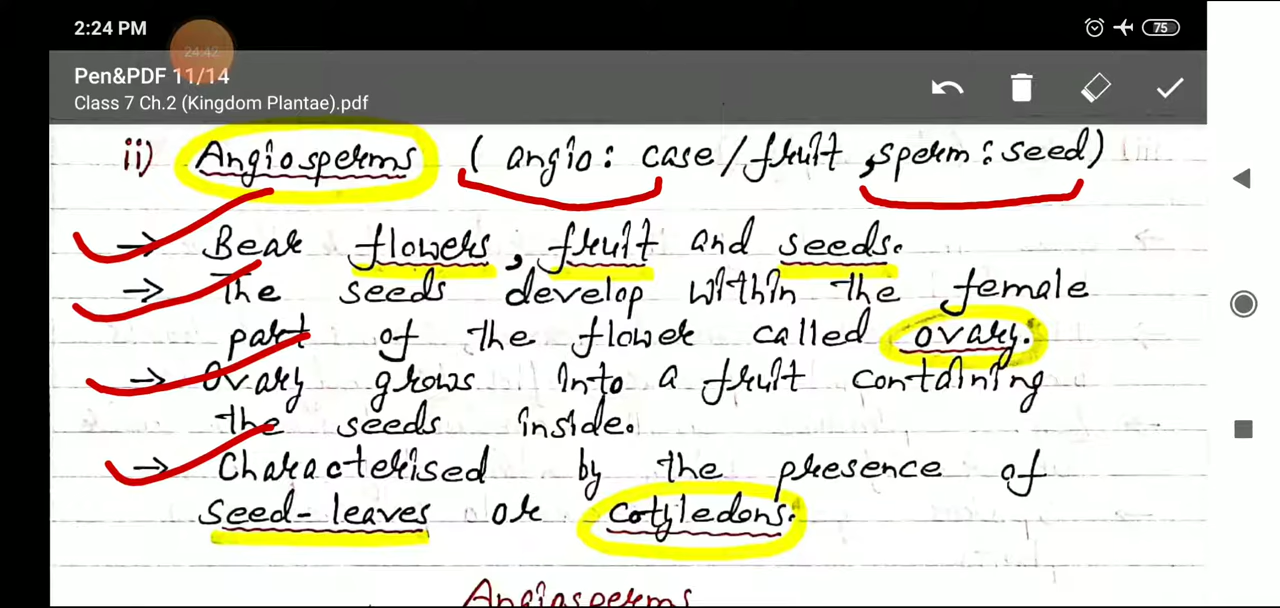 2:24 PM
75
24:42
Pen&PDF 11/14
Class 7 Ch.2 (Kingdom Plantae).pdf
ii) Angiosperms ( angio: case/fruit, sperm: seed)
→ Bear flowers, fruit and seeds.
→ The seeds develop within the female
part of the flower called ovary.
→ Ovary grows into a fruit containing
the seeds inside.
→ Characterised by the presence of
seed-leaves or cotyledons.
Angiosperms